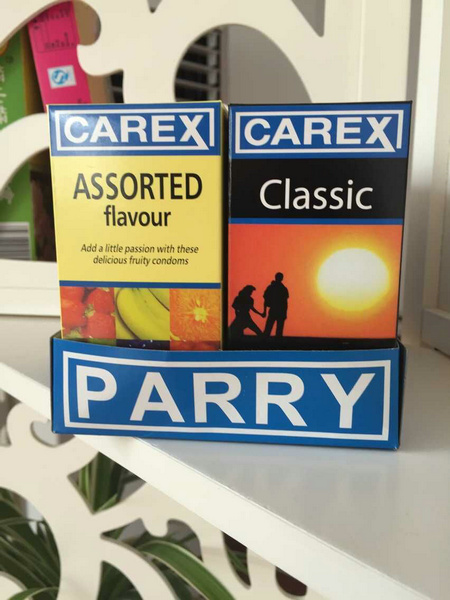 CAREX
ASSORTED
flavour
Add a little passion with these
delicious fruity condoms
CAREX
Classic
PARRY